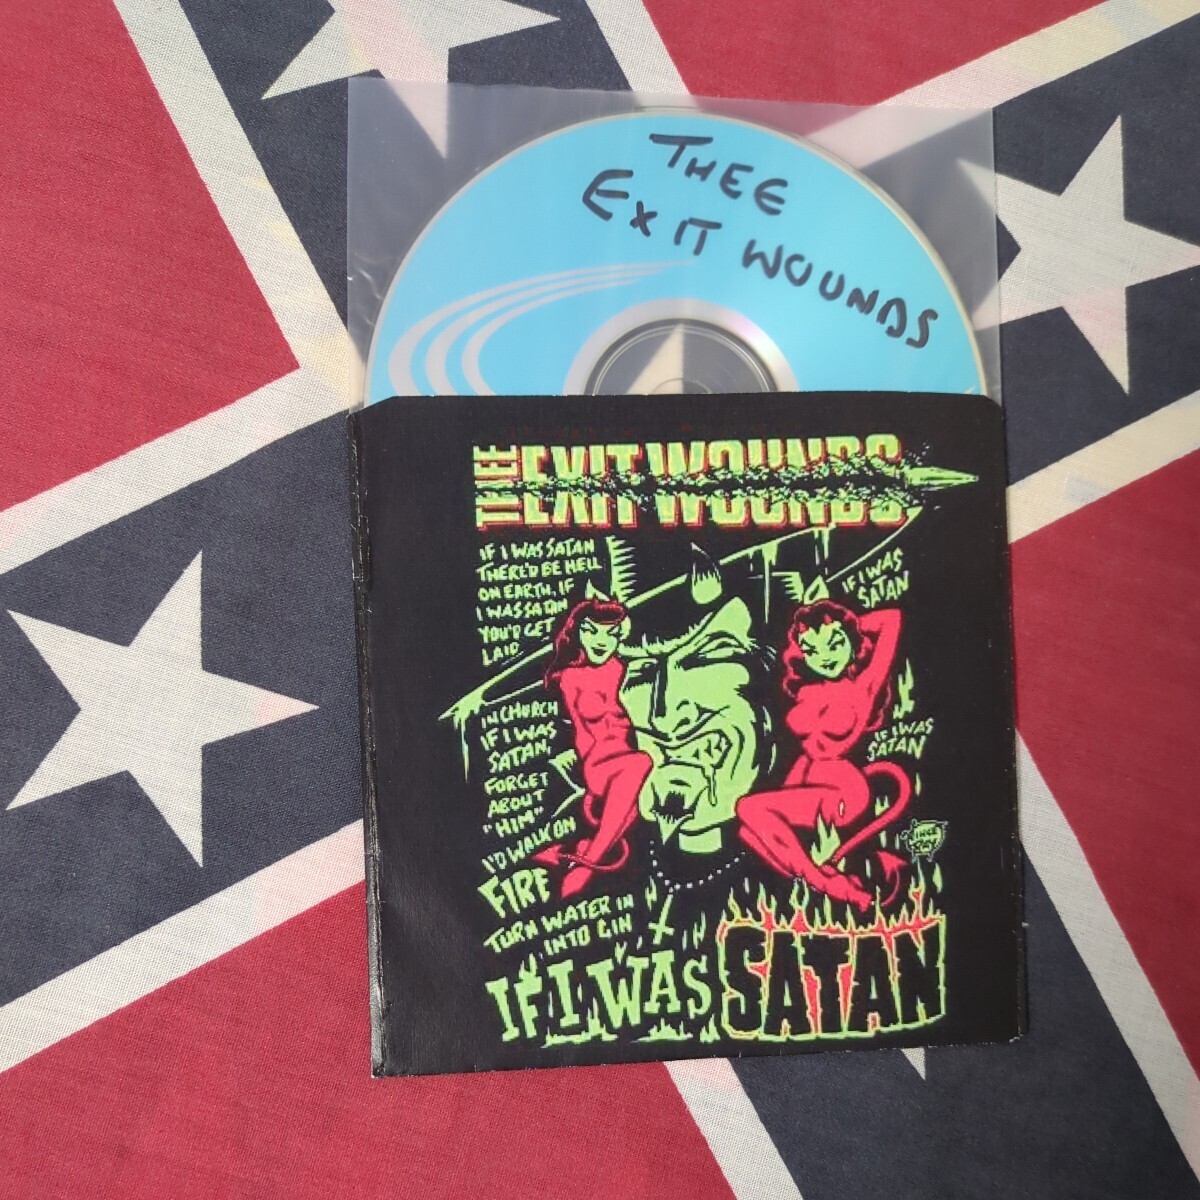 THEE
EXIT WOUNDS
THEE EXIT WOUNDS
IF I WAS SATAN
THERE'D BE HELL
ON EARTH, IF
I WAS SATAN
YOU'D GET
LAID
IN CHURCH
IF I WAS
SATAN,
FORGET
ABOUT
"HIM"
I'D WALK ON
FIRE
TURN WATER IN
INTO GIN
IF I WAS
SATAN
IF I WAS
SATAN
IF I WAS SATAN
VINCE
RAY